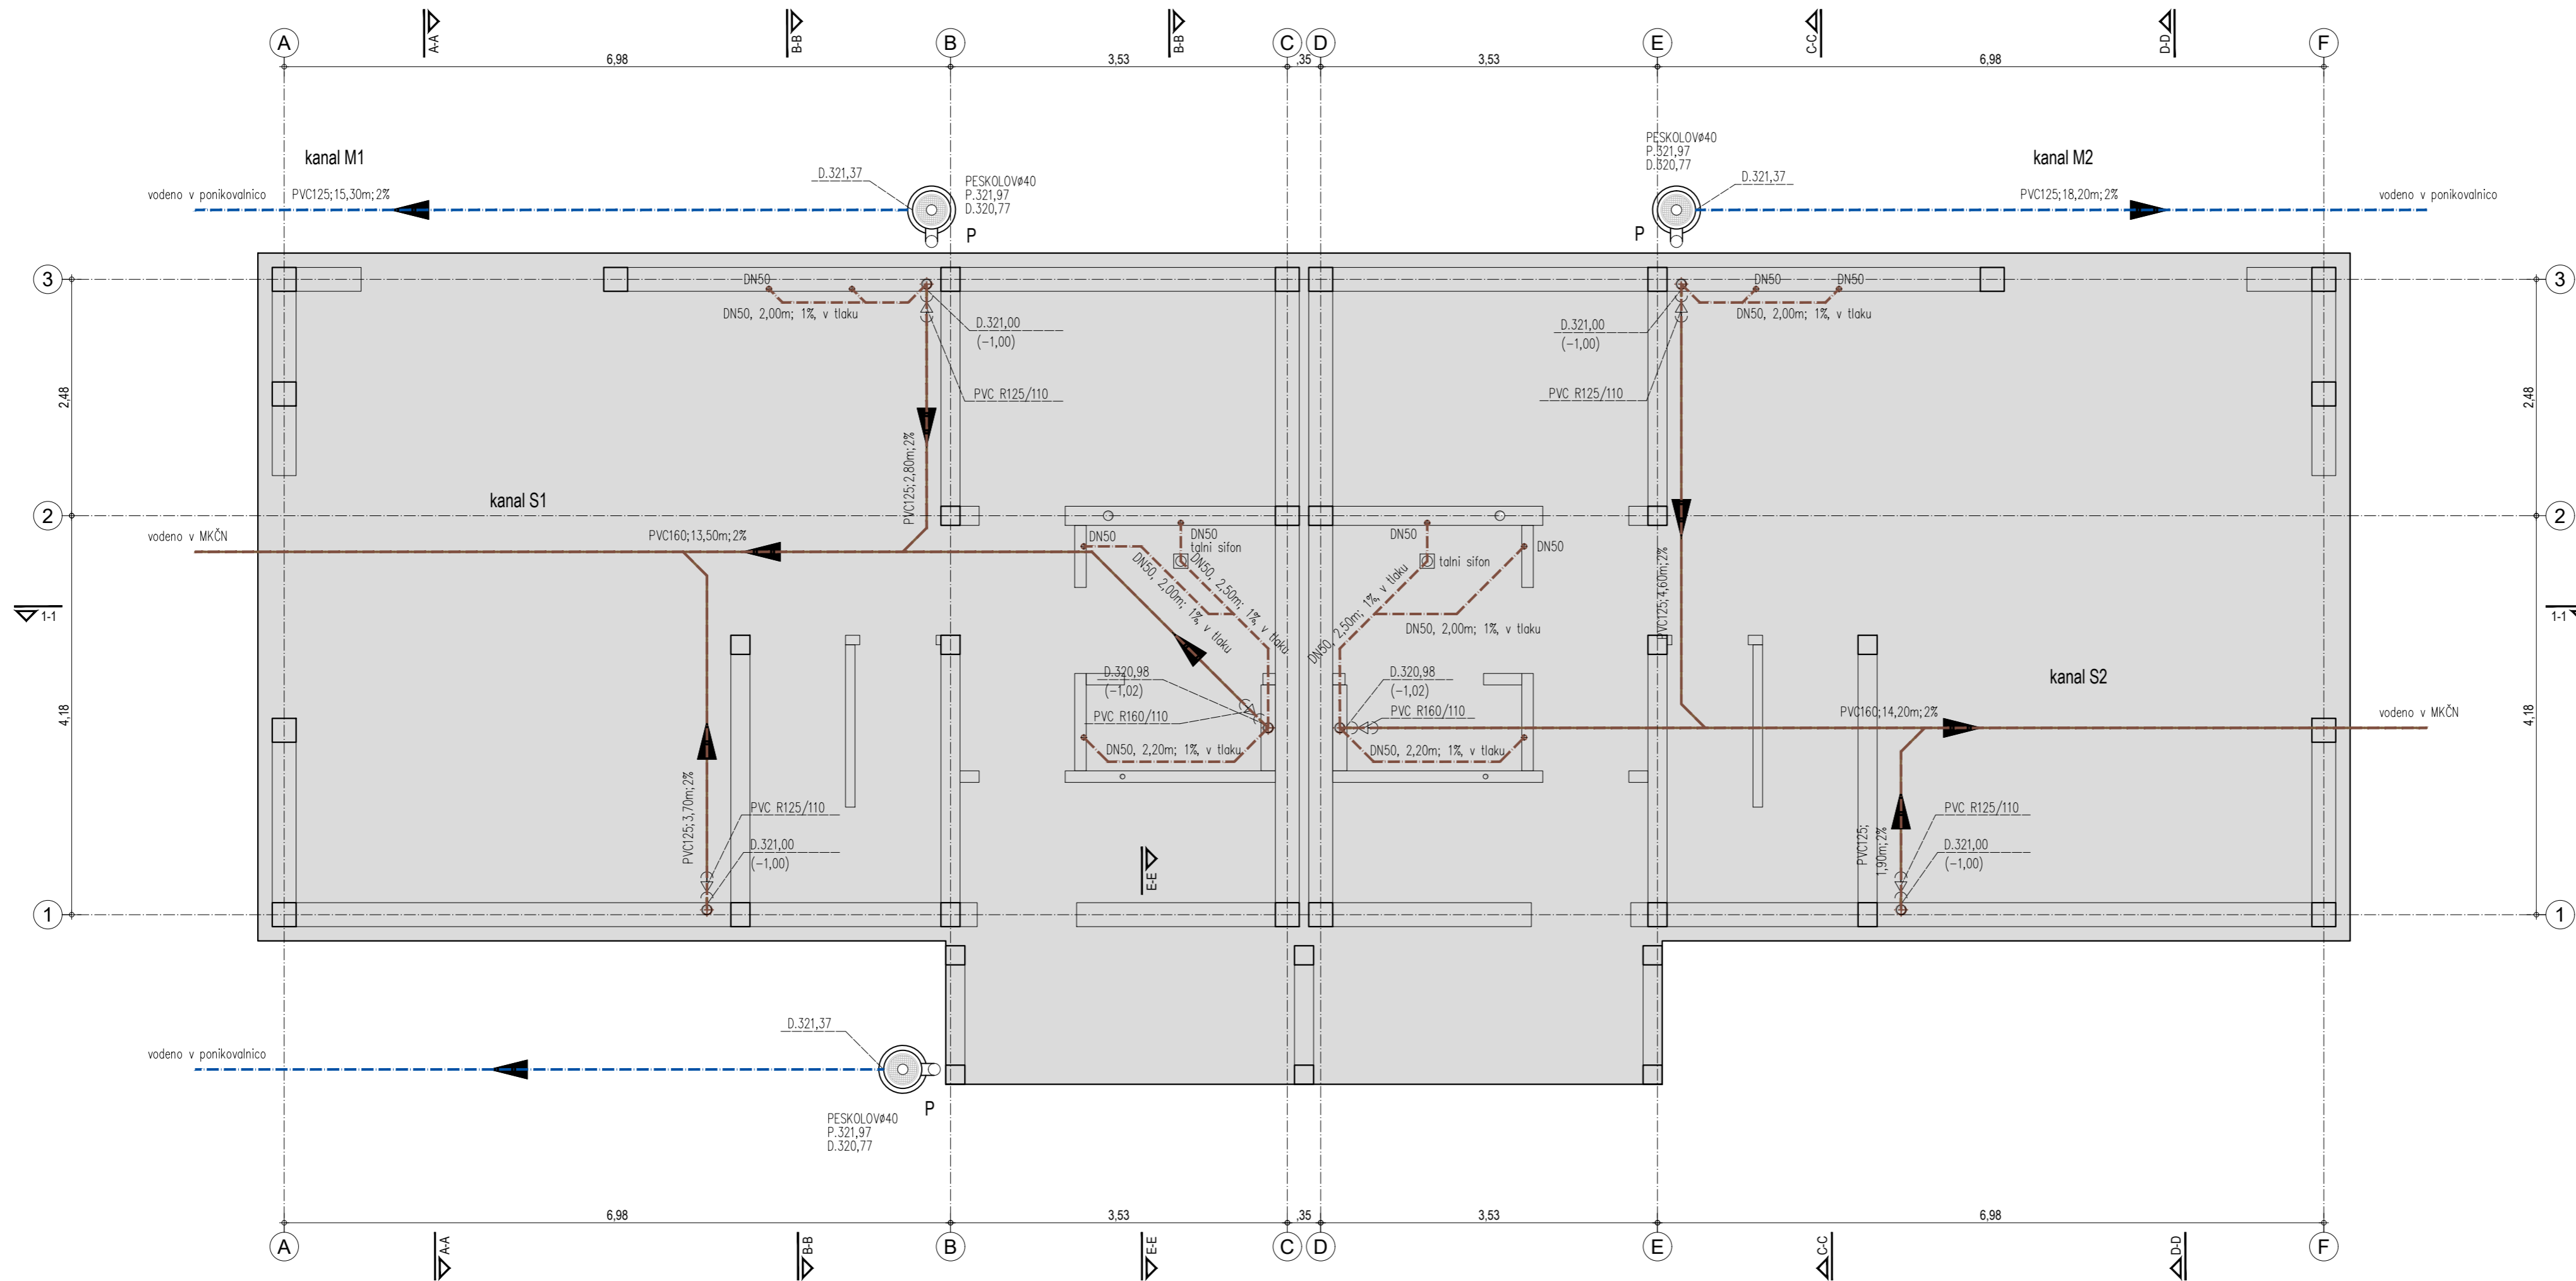 A-A
B-B
B-B
C-C
D-D
A
B
C
D
E
F
6,98
3,53
,35
3,53
6,98
kanal M1
PESKOLOVø40
P.321,97
D.320,77
kanal M2
D.321,37
PESKOLOVø40
P.321,97
D.320,77
D.321,37
vodeno v ponikovalnico
PVC125;15,30m;2%
PVC125;18,20m;2%
vodeno v ponikovalnico
P
P
3
3
DN50
DN50
DN50
DN50, 2,00m; 1%, v tlaku
DN50, 2,00m; 1%, v tlaku
D.321,00
(-1,00)
D.321,00
(-1,00)
PVC R125/110
PVC R125/110
2,48
2,48
PVC125;2,80m;2%
kanal S1
2
2
vodeno v MKČN
PVC160;13,50m;2%
DN50
DN50
talni sifon
DN50
DN50
talni sifon
DN50, 2,50m; 1%, v tlaku
DN50, 2,00m; 1%, v tlaku
DN50, 2,50m; 1%, v tlaku
DN50, 2,00m; 1%, v tlaku
PVC125;4,60m;2%
1-1
1-1
D.320,98
(-1,02)
PVC R160/110
D.320,98
(-1,02)
PVC R160/110
kanal S2
4,18
4,18
PVC160;14,20m;2%
vodeno v MKČN
DN50, 2,20m; 1%, v tlaku
DN50, 2,20m; 1%, v tlaku
PVC125;3,70m;2%
PVC R125/110
D.321,00
(-1,00)
PVC125;
1,90m;2%
PVC R125/110
D.321,00
(-1,00)
E-E
1
1
D.321,37
vodeno v ponikovalnico
P
PESKOLOVø40
P.321,97
D.320,77
6,98
3,53
,35
3,53
6,98
A
B
C
D
E
F
A-A
B-B
E-E
C-C
D-D